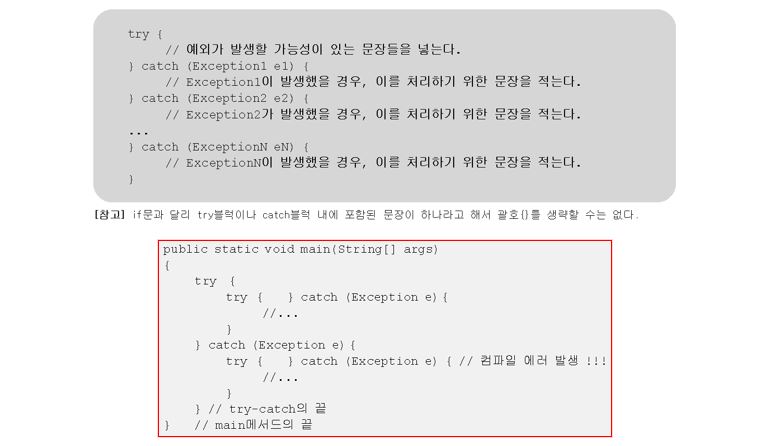 try {
// 예외가 발생할 가능성이 있는 문장들을 넣는다.
} catch (Exception1 e1) {
// Exception1이 발생했을 경우, 이를 처리하기 위한 문장을 적는다.
} catch (Exception2 e2) {
// Exception2가 발생했을 경우, 이를 처리하기 위한 문장을 적는다.
...
} catch (ExceptionN eN) {
// ExceptionN이 발생했을 경우, 이를 처리하기 위한 문장을 적는다.
}
[참고] if문과 달리 try블럭이나 catch블럭 내에 포함된 문장이 하나라고 해서 괄호{}를 생략할 수는 없다.
public static void main(String[] args)
{
try {
try { } catch (Exception e) {
//...
}
} catch (Exception e) {
try { } catch (Exception e) { // 컴파일 에러 발생 !!!
//...
}
} // try-catch의 끝
} // main메서드의 끝